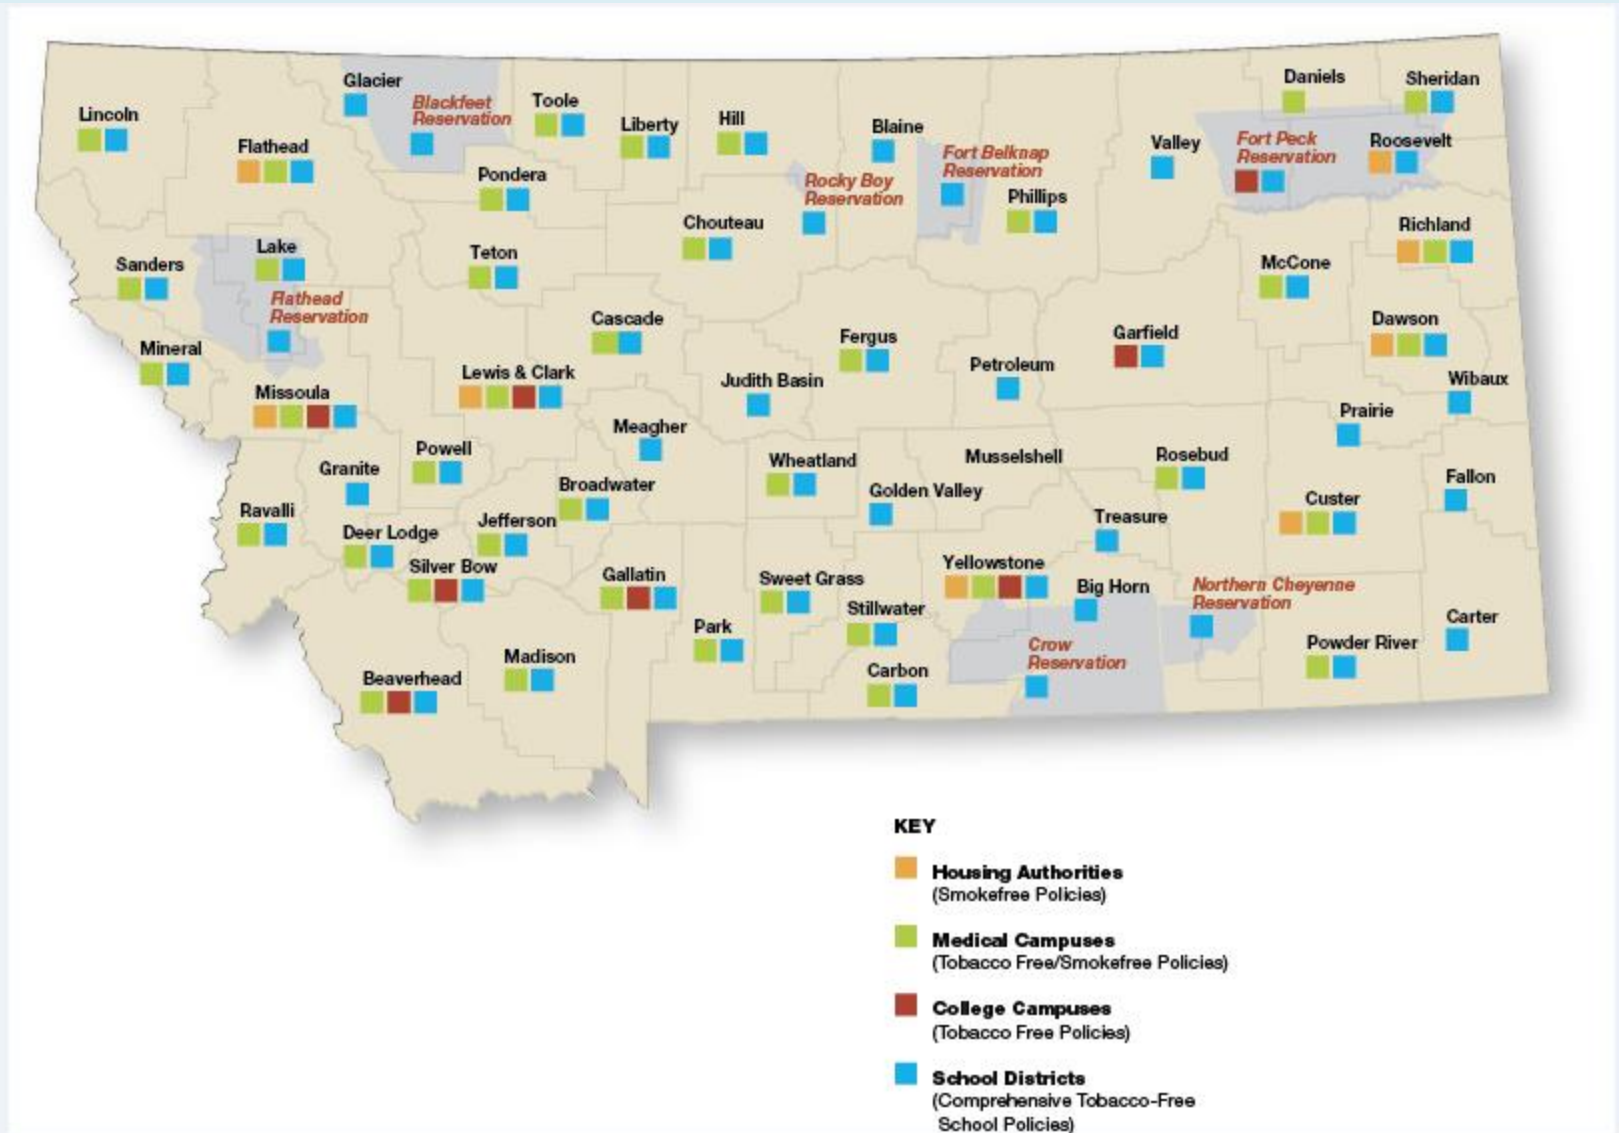 Glacier
Blackfeet
Reservation
Toole
Daniels
Sheridan
Lincoln
Flathead
Liberty
Hill
Blaine
Valley
Fort Peck
Reservation
Roosevelt
Pondera
Rocky Boy
Reservation
Fort Belknap
Reservation
Phillips
Chouteau
Richland
Sanders
Lake
Teton
McCone
Flathead
Reservation
Cascade
Fergus
Garfield
Dawson
Mineral
Missoula
Lewis & Clark
Judith Basin
Petroleum
Wibaux
Prairie
Meagher
Powell
Granite
Wheatland
Musselshell
Rosebud
Fallon
Broadwater
Golden Valley
Custer
Ravalli
Deer Lodge
Jefferson
Treasure
Silver Bow
Gallatin
Sweet Grass
Yellowstone
Big Horn
Northern Cheyenne
Reservation
Stillwater
Carter
Park
Crow
Reservation
Powder River
Madison
Carbon
Beaverhead
KEY
Housing Authorities
(Smokefree Policies)
Medical Campuses
(Tobacco Free/Smokefree Policies)
College Campuses
(Tobacco Free Policies)
School Districts
(Comprehensive Tobacco-Free
School Policies)